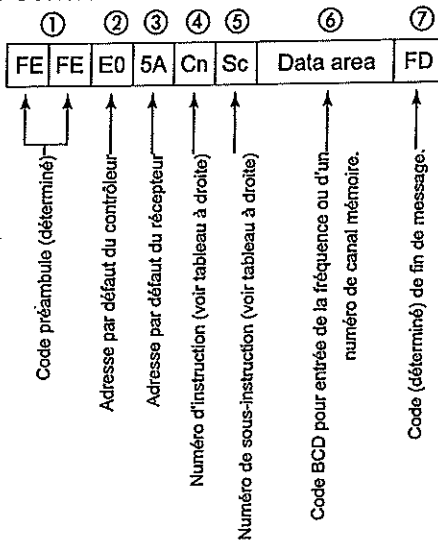 ① ② ③ ④ ⑤ ⑥ ⑦
FE FE E0 5A Cn Sc Data area FD
Code préambule (déterminé)
Adresse par défaut du contrôleur
Adresse par défaut du récepteur
Numéro d'instruction (voir tableau à droite)
Numéro de sous-instruction (voir tableau à droite)
Code BCD pour entrée de la fréquence ou d'un
numéro de canal mémoire.
Code (déterminé) de fin de message.